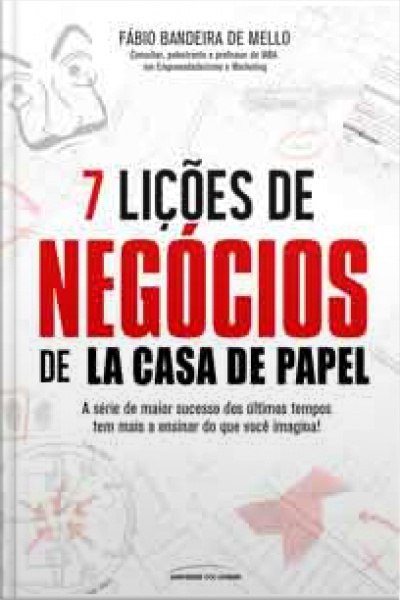 FÁBIO BANDEIRA DE MELLO
Consultor, palestrante e professor de MBA
em Empreendedorismo e Marketing
7 LIÇÕES DE
NEGÓCIOS
DE LA CASA DE PAPEL
A série de maior sucesso dos últimos tempos
tem mais a ensinar do que você imagina!